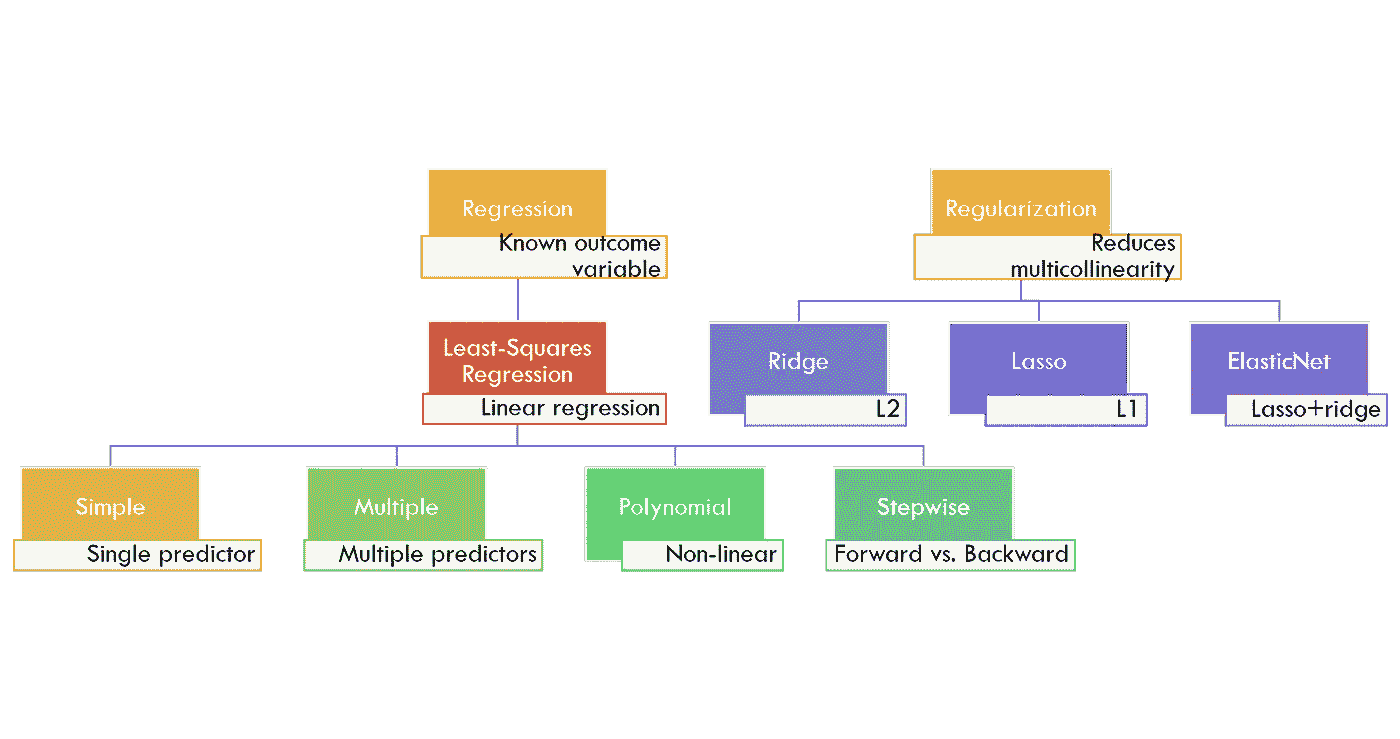 Regression
Known outcome
variable
Regularization
Reduces
multicollinearity
Least-Squares
Regression
Linear regression
Ridge
L2
Lasso
L1
ElasticNet
Lasso+ridge
Simple
Single predictor
Multiple
Multiple predictors
Polynomial
Non-linear
Stepwise
Forward vs. Backward